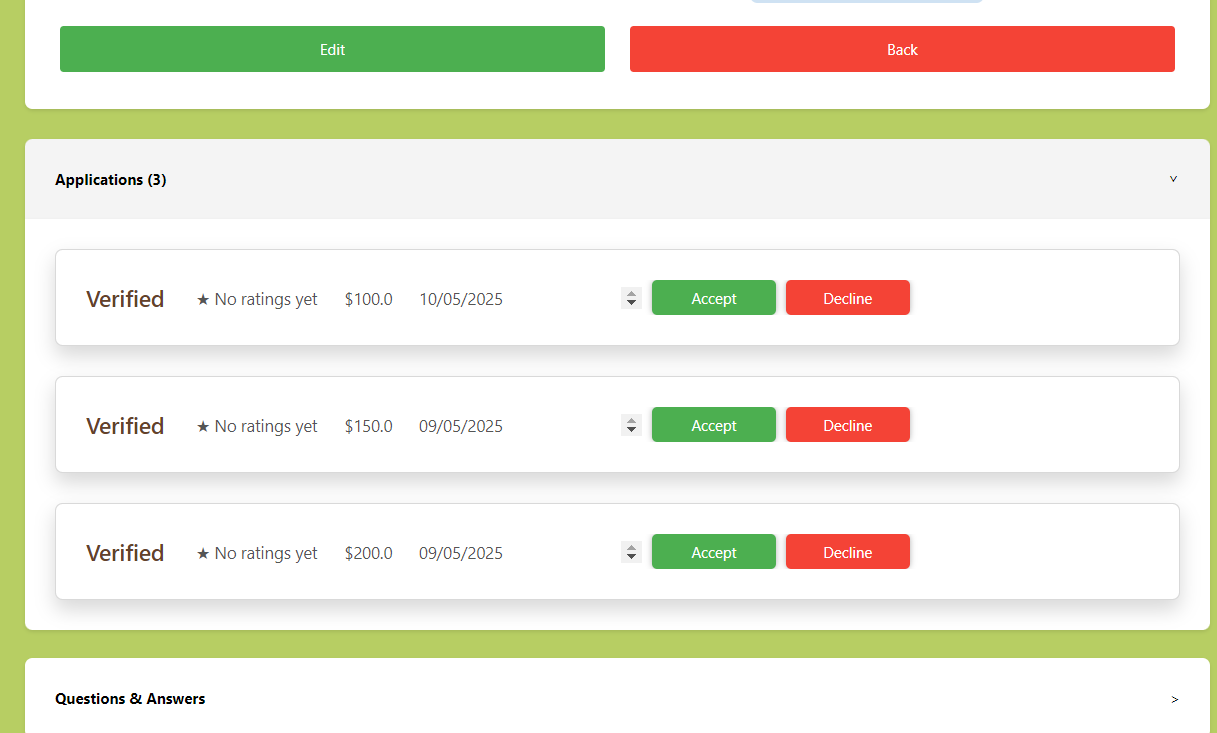 Edit Back
Applications (3) v
Verified ★ No ratings yet $100.0 10/05/2025 Accept Decline
Verified ★ No ratings yet $150.0 09/05/2025 Accept Decline
Verified ★ No ratings yet $200.0 09/05/2025 Accept Decline
Questions & Answers >